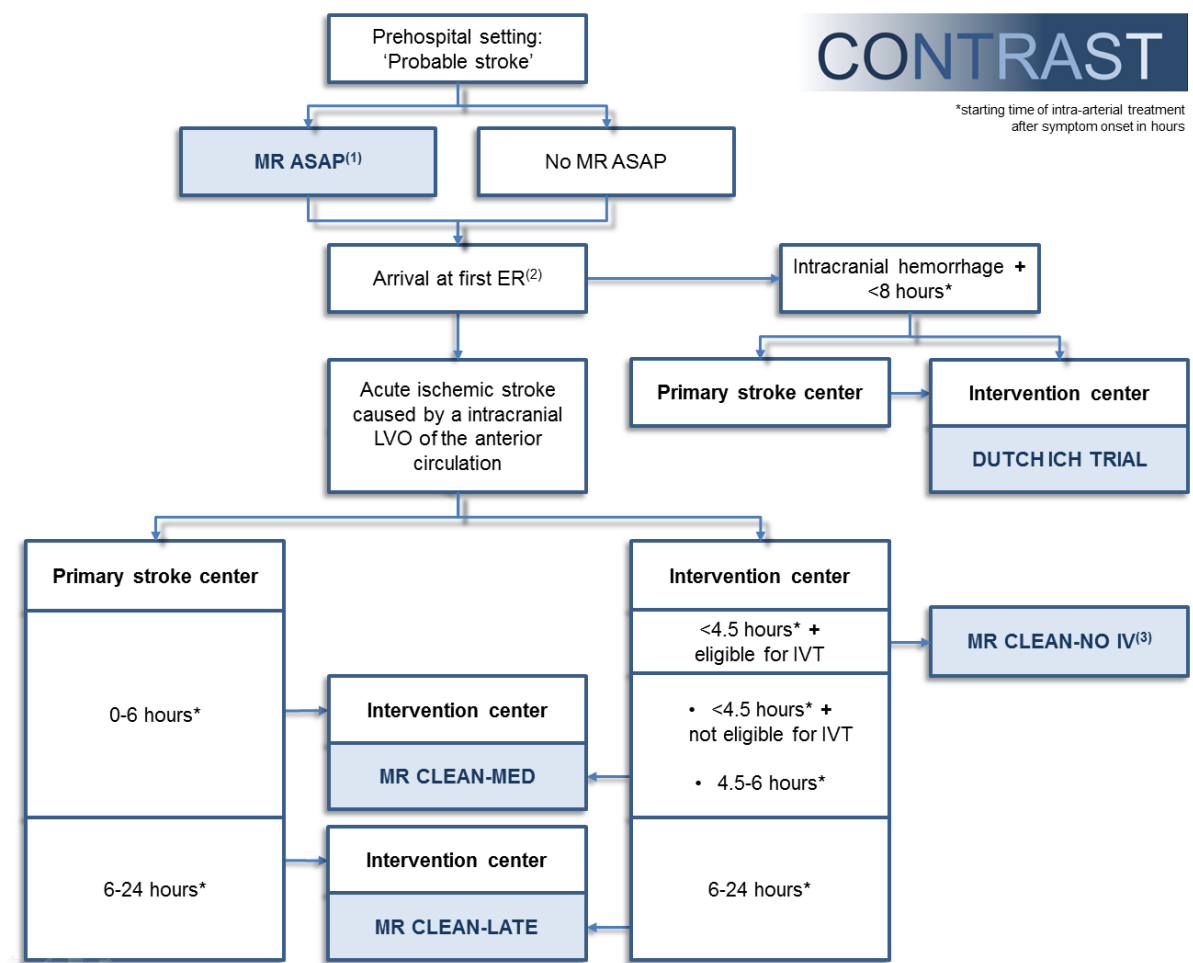 Prehospital setting:
‘Probable stroke’
CONTRAST
*starting time of intra-arterial treatment
after symptom onset in hours
MR ASAP(1)
No MR ASAP
Arrival at first ER(2)
Intracranial hemorrhage +
<8 hours*
Acute ischemic stroke
caused by a intracranial
LVO of the anterior
circulation
Primary stroke center
Intervention center
DUTCH ICH TRIAL
Primary stroke center
0-6 hours*
6-24 hours*
Intervention center
MR CLEAN-MED
Intervention center
MR CLEAN-LATE
Intervention center
<4.5 hours* +
eligible for IVT
• <4.5 hours* +
not eligible for IVT
• 4.5-6 hours*
6-24 hours*
MR CLEAN-NO IV(3)